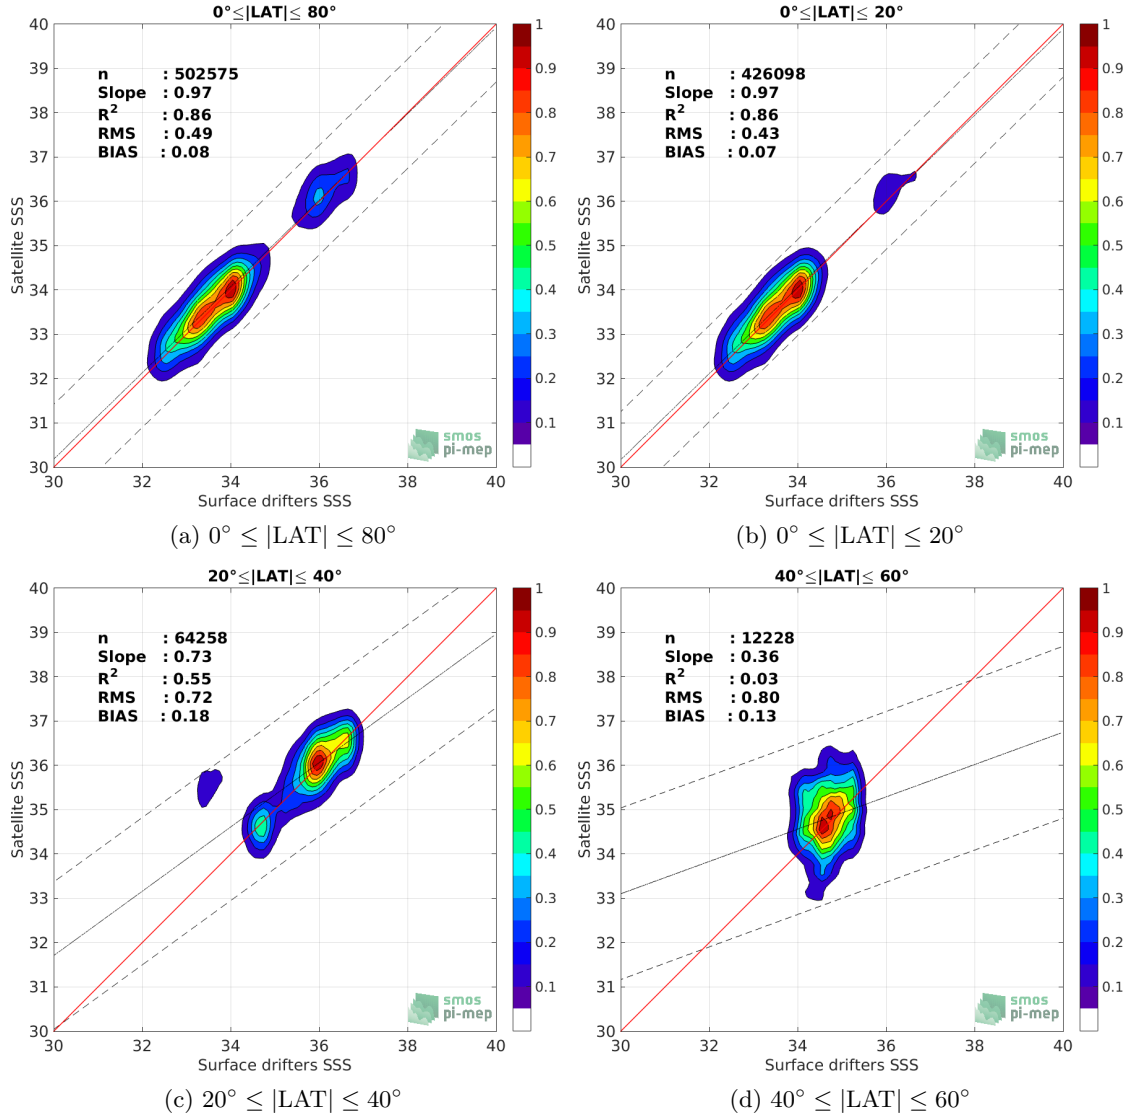 0°≤|LAT|≤ 80°
n : 502575
Slope : 0.97
R² : 0.86
RMS : 0.49
BIAS : 0.08
Satellite SSS
40
39
38
37
36
35
34
33
32
31
30
30 32 34 36 38 40
Surface drifters SSS
1
0.9
0.8
0.7
0.6
0.5
0.4
0.3
0.2
0.1
smos
pi-mep
(a) 0° ≤ |LAT| ≤ 80°
0°≤|LAT|≤ 20°
n : 426098
Slope : 0.97
R² : 0.86
RMS : 0.43
BIAS : 0.07
Satellite SSS
40
39
38
37
36
35
34
33
32
31
30
30 32 34 36 38 40
Surface drifters SSS
1
0.9
0.8
0.7
0.6
0.5
0.4
0.3
0.2
0.1
smos
pi-mep
(b) 0° ≤ |LAT| ≤ 20°
20°≤|LAT|≤ 40°
n : 64258
Slope : 0.73
R² : 0.55
RMS : 0.72
BIAS : 0.18
Satellite SSS
40
39
38
37
36
35
34
33
32
31
30
30 32 34 36 38 40
Surface drifters SSS
1
0.9
0.8
0.7
0.6
0.5
0.4
0.3
0.2
0.1
smos
pi-mep
(c) 20° ≤ |LAT| ≤ 40°
40°≤|LAT|≤ 60°
n : 12228
Slope : 0.36
R² : 0.03
RMS : 0.80
BIAS : 0.13
Satellite SSS
40
39
38
37
36
35
34
33
32
31
30
30 32 34 36 38 40
Surface drifters SSS
1
0.9
0.8
0.7
0.6
0.5
0.4
0.3
0.2
0.1
smos
pi-mep
(d) 40° ≤ |LAT| ≤ 60°